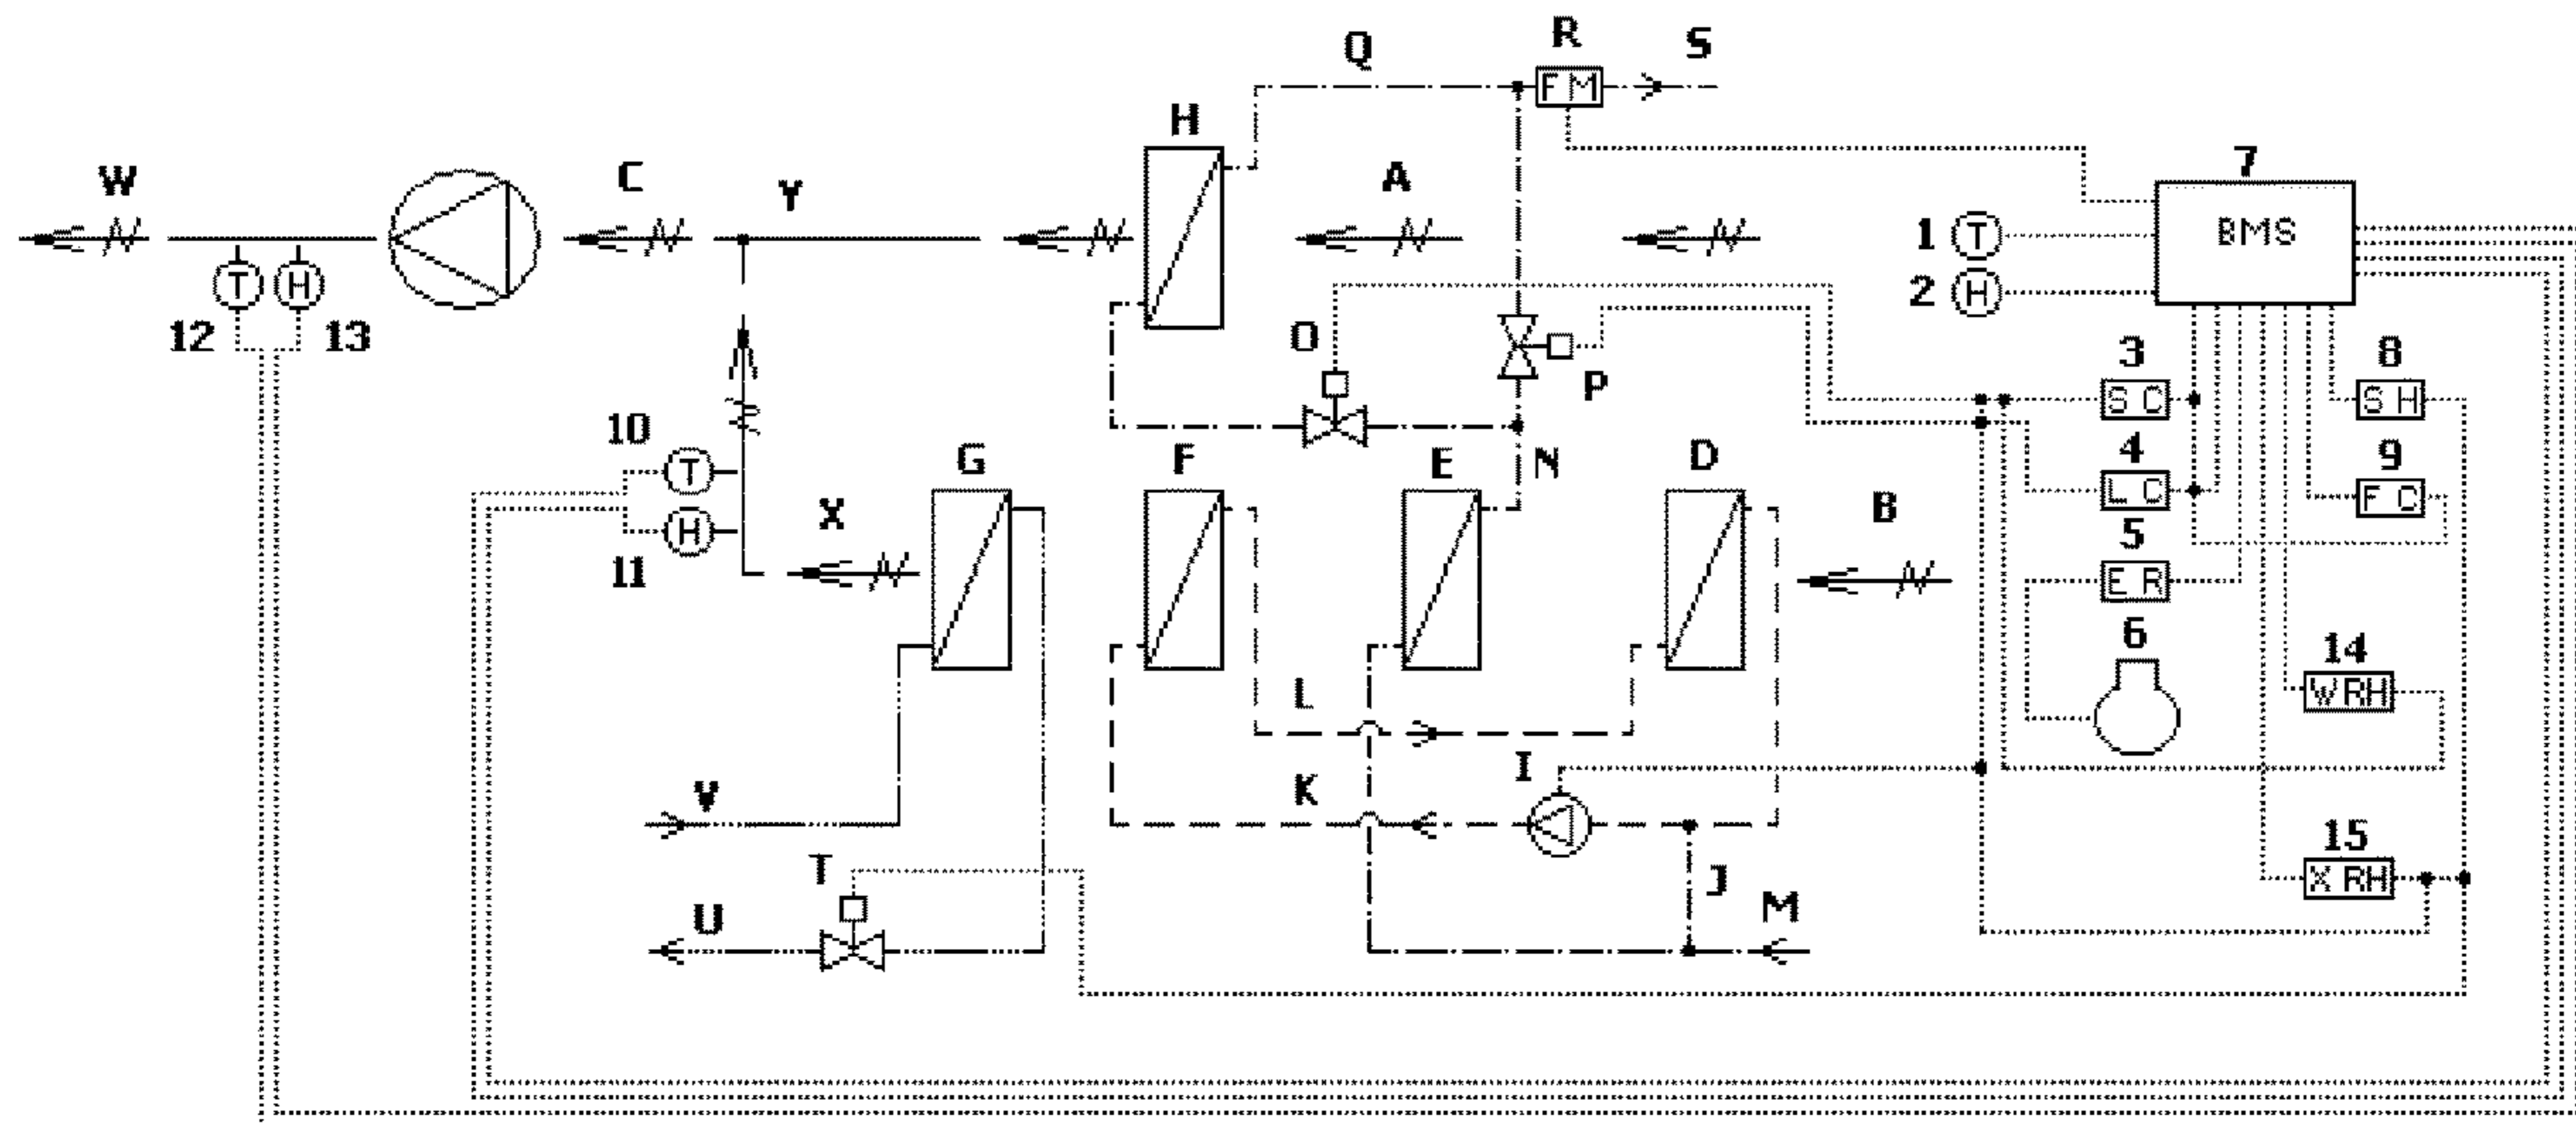 Q R S
FM
H
7
W C Y A
BMS
1 T
2 H
T H
12 13
O P
3 8
SC SH
10
T
4 9
G F E N D
LC FC
X B
H
11
5
ER
6
14
WRH
L
I
V K
15
T J
XRH
U M